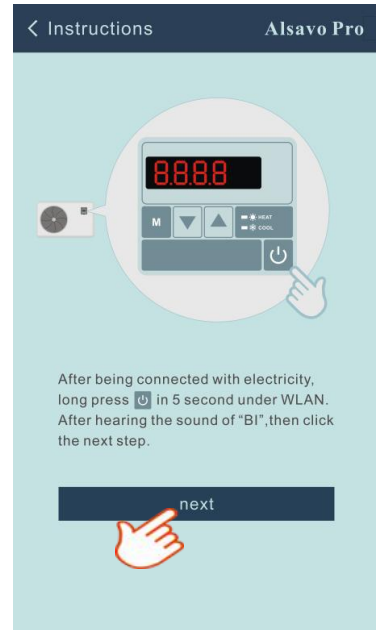 Instructions
Alsavo Pro
8.8.8.8
M
HEAT
COOL
After being connected with electricity,
long press in 5 second under WLAN.
After hearing the sound of “BI”,then click
the next step.
next